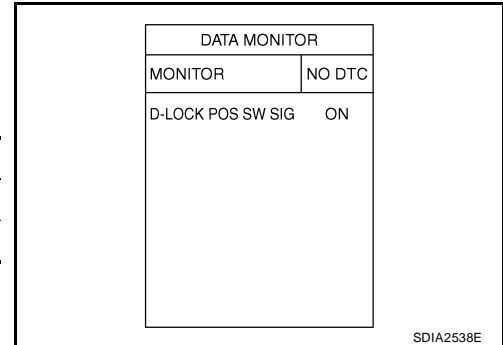 DATA MONITOR
MONITOR NO DTC
D-LOCK POS SW SIG ON
SDIA2538E